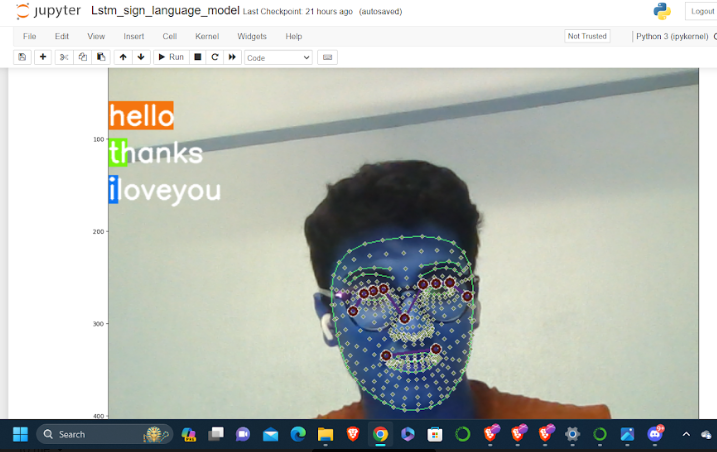 jupyter Lstm_sign_language_model Last Checkpoint: 21 hours ago (autosaved) Logout
File Edit View Insert Cell Kernel Widgets Help Not Trusted Python 3 (ipykernel)
Run Code
hello
100
thanks
iloveyou
200
300
400
Search